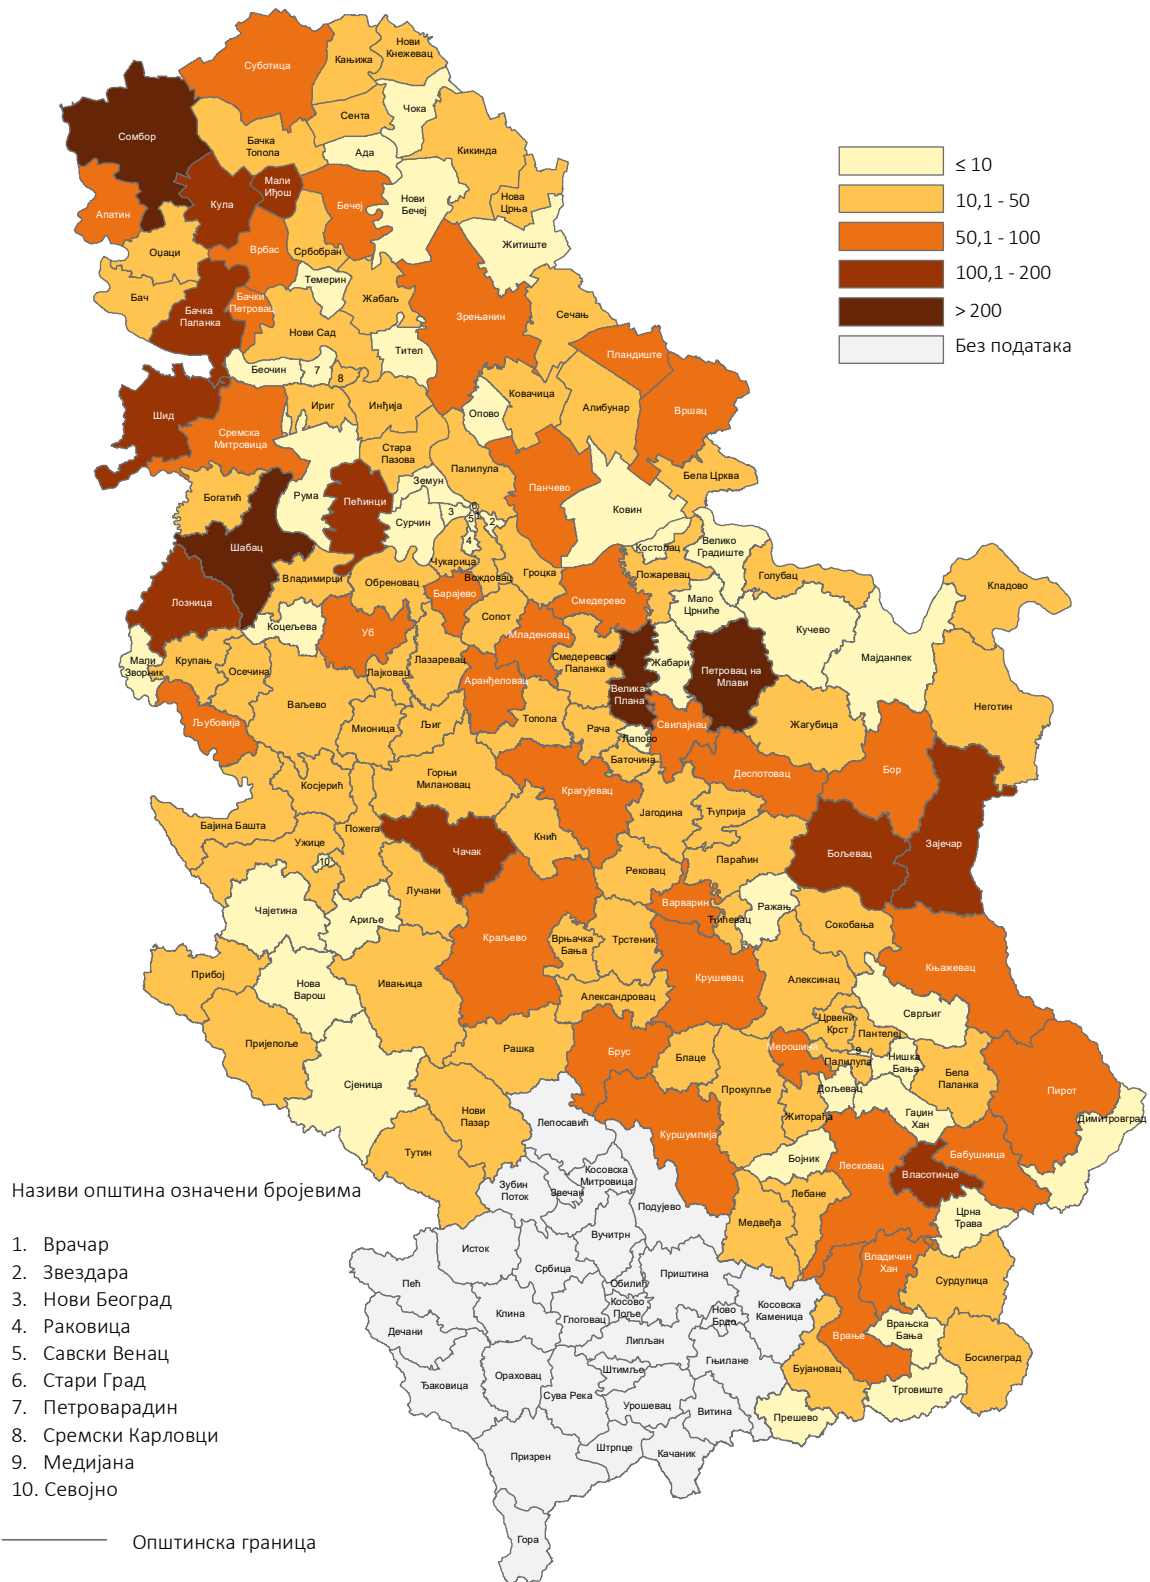 Нови
Кнежевац
Кањижа
Суботица
Чока
Сента
Сомбор
Бачка
Топола
Ада
Кикинда
Мали
Иђош
Кула
Бечеј
Нови
Бечеј
Нова
Црња
Апатин
Врбас
Србобран
Житиште
Оџаци
Темерин
Бач
Бачка
Паланка
Бачки
Петровац
Жабаљ
Зрењанин
Сечањ
Нови Сад
Тител
Пландиште
Беочин
7
8
Ковачица
Алибунар
Вршац
Опово
Шид
Ириг
Инђија
Сремска
Митровица
Стара
Пазова
Палилула
Бела Црква
Земун
Панчево
Богатић
Рума
Пећинци
Ковин
6
1
3
5
2
4
Сурчин
Шабац
Костолац
Велико
Градиште
Чукарица
Вождовац
Гроцка
Пожаревац
Голубац
Кладово
Владимирци
Обреновац
Барајево
Смедерево
Мало
Црниће
Лозница
Коцељева
Уб
Сопот
Младеновац
Кучево
Мали
Зворник
Крупањ
Осечина
Лајковац
Лазаревац
Смедеревска
Паланка
Жабари
Петровац на
Млави
Мајданпек
Аранђеловац
Велика
Плана
Ваљево
Неготин
Љубовија
Мионица
Љиг
Топола
Рача
Свилајнац
Жагубица
Лапово
Баточина
Деспотовац
Бор
Косјерић
Горњи
Милановац
Крагујевац
Јагодина
Ћуприја
Бајина Башта
Пожега
Ужице
Кнић
Зајечар
Чачак
Бољевац
10
Параћин
Рековац
Лучани
Варварин
Ражањ
Чајетина
Ариље
Ћићевац
Сокобања
Краљево
Врњачка
Бања
Трстеник
Књажевац
Прибој
Крушевац
Алексинац
Нова
Варош
Ивањица
Александровац
Сврљиг
Црвени
Крст
Пантелеј
Пријепоље
Рашка
Брус
Блаце
Мерошина
9
Палилула
Нишка
Бања
Бела
Паланка
Сјеница
Прокупље
Дољевац
Пирот
Нови
Пазар
Лепосавић
Житорађа
Гаџин
Хан
Димитровград
Куршумлија
Тутин
Бојник
Лесковац
Бабушница
Косовска
Митровица
Власотинце
Зубин
Поток
Звечан
Лебане
Подујево
Црна
Трава
Медвеђа
Вучитрн
Исток
Србица
Владичин
Хан
Приштина
Сурдулица
Пећ
Обилић
Косово
Поље
Ново
Брдо
Косовска
Каменица
Клина
Глоговац
Врањска
Бања
Дечани
Липљан
Врање
Гњилане
Босилеград
Штимље
Бујановац
Ђаковица
Ораховац
Сува Река
Трговиште
Урошевац
Витина
Прешево
Призрен
Штрпце
Качаник
Гора
≤ 10
10,1 - 50
50,1 - 100
100,1 - 200
> 200
Без података
Називи општина означени бројевима
1. Врачар
2. Звездара
3. Нови Београд
4. Раковица
5. Савски Венац
6. Стари Град
7. Петроварадин
8. Сремски Карловци
9. Медијана
10. Севојно
Општинска граница